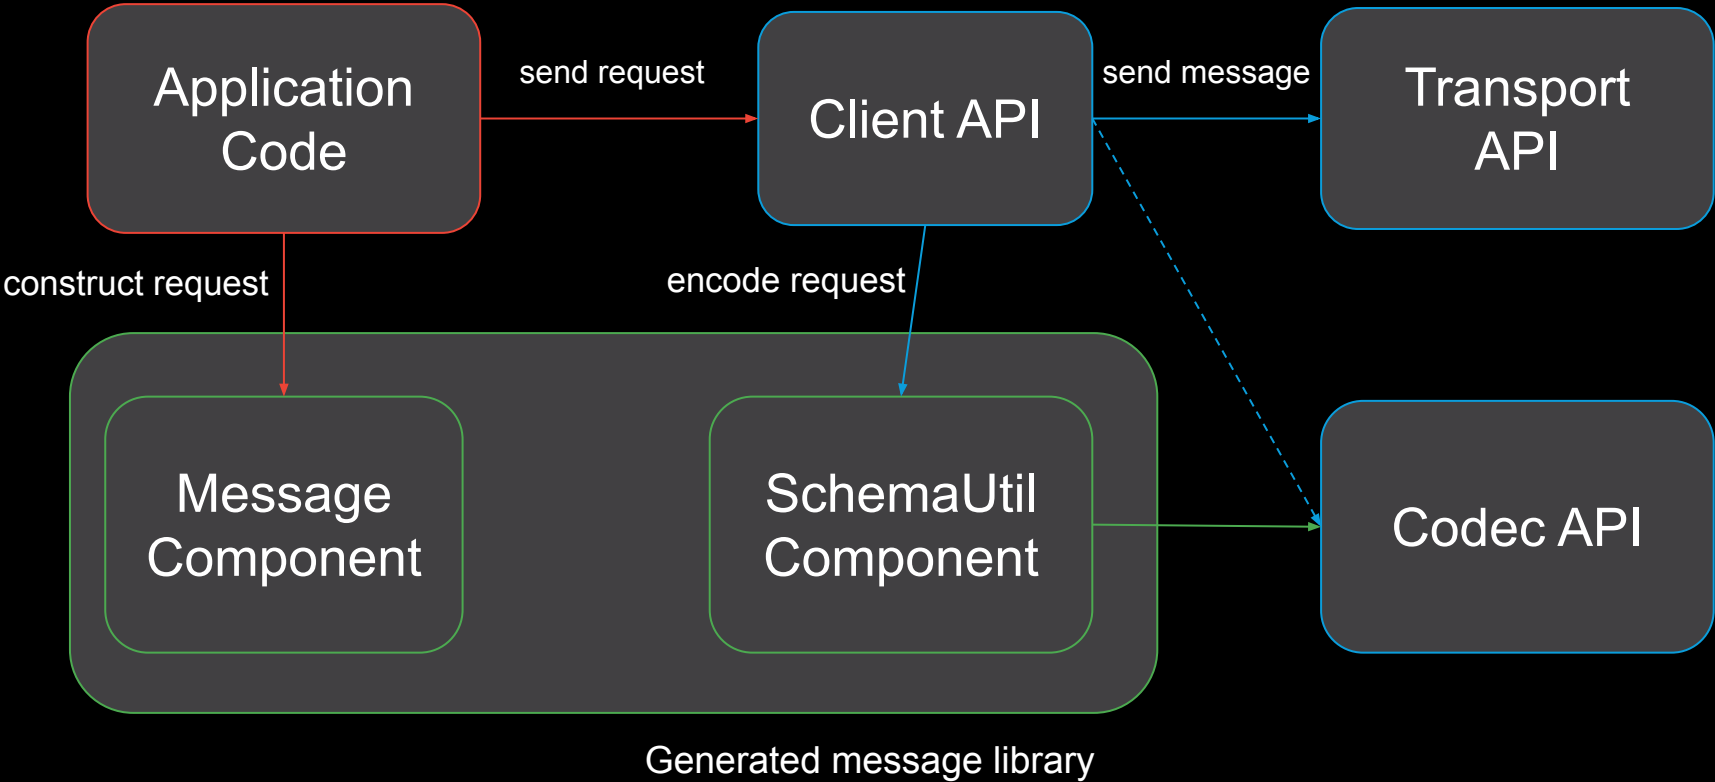 Application
Code
send request
Client API
send message
Transport
API
construct request
encode request
Message
Component
SchemaUtil
Component
Codec API
Generated message library